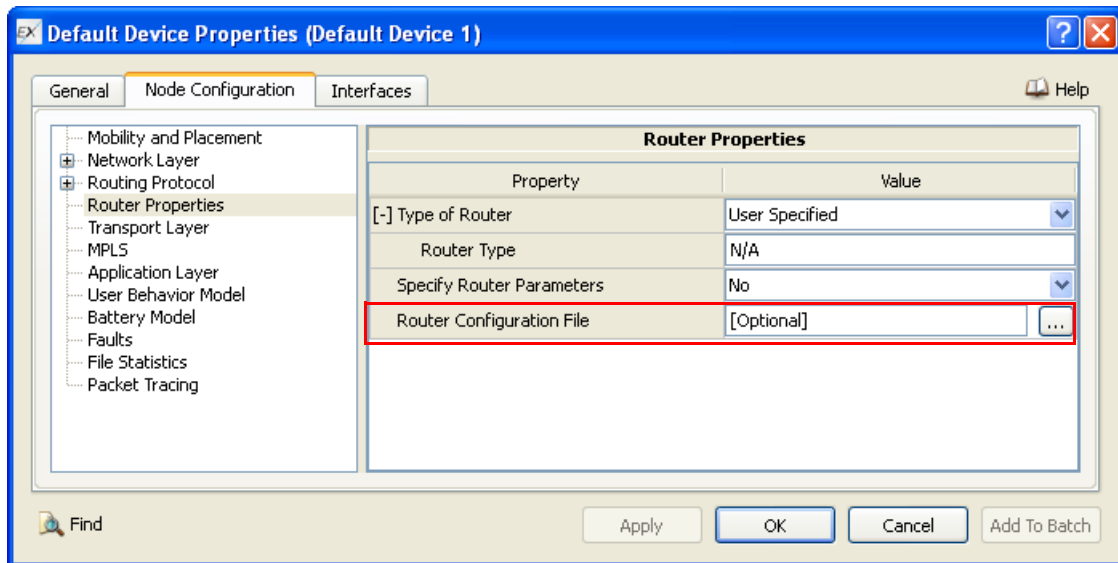 EX Default Device Properties (Default Device 1)
General Node Configuration Interfaces Help
Mobility and Placement
Network Layer
Routing Protocol
Router Properties
Transport Layer
MPLS
Application Layer
User Behavior Model
Battery Model
Faults
File Statistics
Packet Tracing
Router Properties
Property Value
[-] Type of Router User Specified
Router Type N/A
Specify Router Parameters No
Router Configuration File [Optional] ...
Find Apply OK Cancel Add To Batch